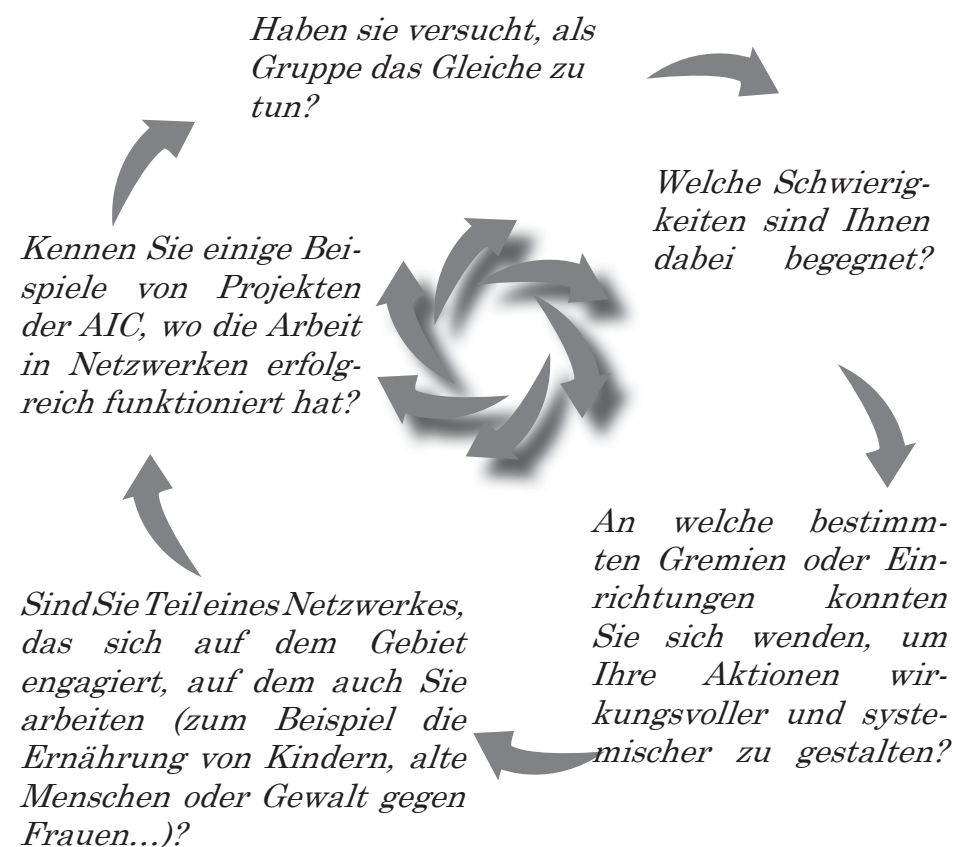 Haben sie versucht, als
Gruppe das Gleiche zu
tun?
Welche Schwierig-
keiten sind Ihnen
dabei begegnet?
An welche bestimm-
ten Gremien oder Ein-
richtungen konnten
Sie sich wenden, um
Ihre Aktionen wir-
kungsvoller und syste-
mischer zu gestalten?
Sind Sie Teil eines Netzwerkes,
das sich auf dem Gebiet
engagiert, auf dem auch Sie
arbeiten (zum Beispiel die
Ernährung von Kindern, alte
Menschen oder Gewalt gegen
Frauen...)?
Kennen Sie einige Bei-
spiele von Projekten
der AIC, wo die Arbeit
in Netzwerken erfolg-
reich funktioniert hat?